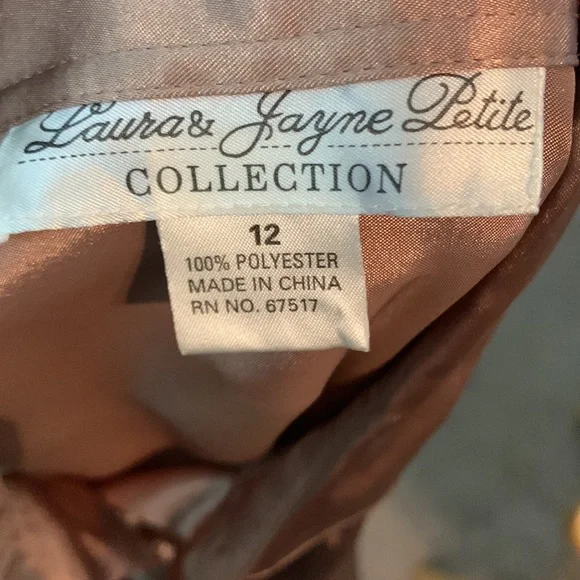 Laura & Jayne Petite
COLLECTION
12
100% POLYESTER
MADE IN CHINA
RN NO. 67517